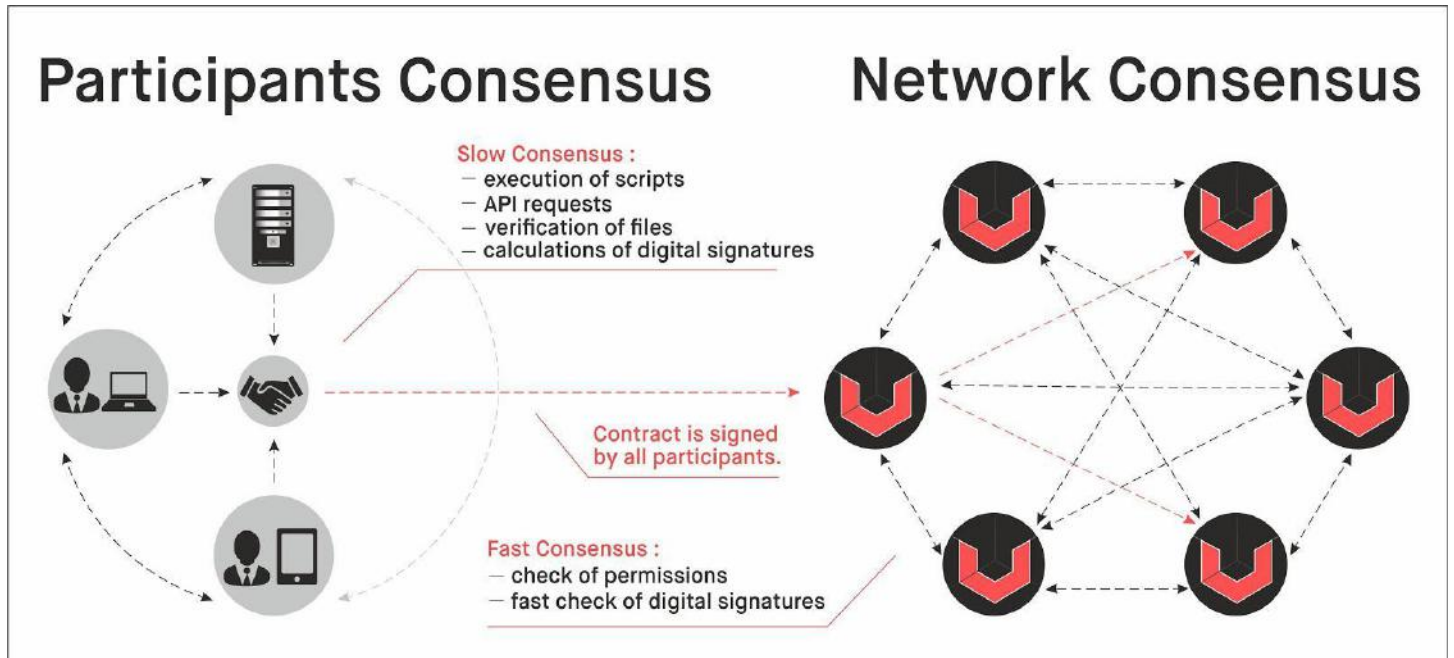 Participants Consensus
Network Consensus
Slow Consensus :
— execution of scripts
— API requests
— verification of files
— calculations of digital signatures
Contract is signed
by all participants.
Fast Consensus :
— check of permissions
— fast check of digital signatures